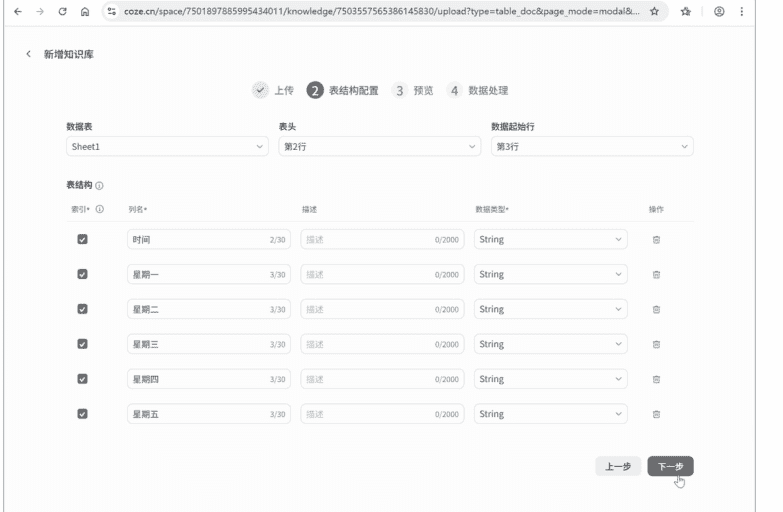 coze.cn/space/7501897885995434011/knowledge/7503557565386145830/upload?type=table_doc&page_mode=modal&...
新增知识库
上传 2 表结构配置 3 预览 4 数据处理
数据表 表头 数据起始行
Sheet1 第2行 第3行
表结构
索引* 列名* 描述 数据类型* 操作
时间 2/30 描述 0/2000 String
星期一 3/30 描述 0/2000 String
星期二 3/30 描述 0/2000 String
星期三 3/30 描述 0/2000 String
星期四 3/30 描述 0/2000 String
星期五 3/30 描述 0/2000 String
上一步 下一步